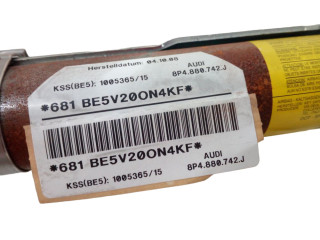 Herstelldatum: 04.10.08
KSS(BE5): 1005365/15 AUDI
8P4.880.742.J
*681 BE5V20ON4KF*
*681 BE5V20ON4KF*
KSS(BE5): 1005365/15 AUDI
8P4.880.742.J